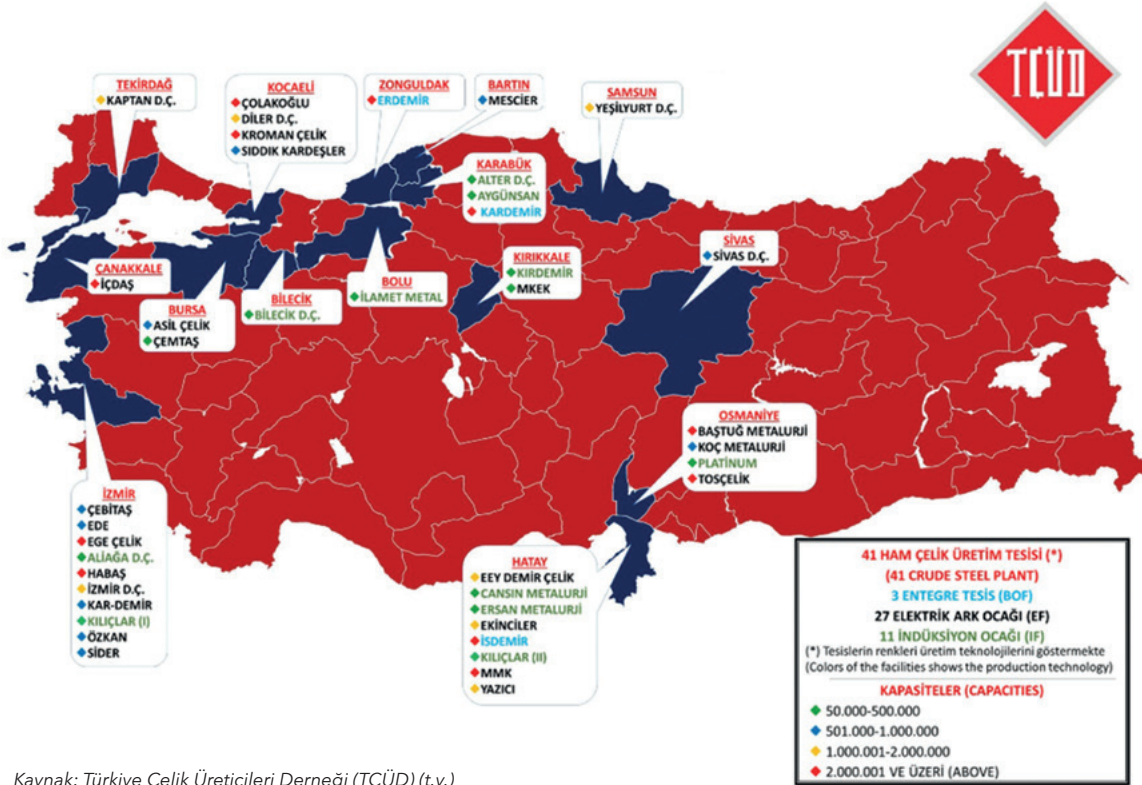 TÇÜD
TEKİRDAĞ
KAPTAN D.Ç.
KOCAELİ
ÇOLAKOĞLU
DİLER D.Ç.
KROMAN ÇELİK
SIDDIK KARDEŞLER
ZONGULDAK
ERDEMİR
BARTIN
MESCİER
SAMSUN
YEŞİLYURT D.Ç.
KARABÜK
ALTER D.Ç.
AYGÜNSAN
KARDEMİR
ÇANAKKALE
İÇDAŞ
BURSA
ASİL ÇELİK
ÇEMTAŞ
BİLECİK
BİLECİK D.Ç.
BOLU
İLAMET METAL
KIRIKKALE
KIRDEMİR
MKEK
SİVAS
SİVAS D.Ç.
OSMANİYE
BAŞTUĞ METALURJİ
KOÇ METALURJİ
PLATİNUM
TOSÇELİK
İZMİR
ÇEBİTAŞ
EDE
EGE ÇELİK
ALİAĞA D.Ç.
HABAŞ
İZMİR D.Ç.
KAR-DEMİR
KILIÇLAR (I)
ÖZKAN
SİDER
HATAY
EEY DEMİR ÇELİK
CANSIN METALURJİ
ERSAN METALURJİ
EKİNCİLER
İSDEMİR
KILIÇLAR (II)
MMK
YAZICI
41 HAM ÇELİK ÜRETİM TESİSİ (*)
(41 CRUDE STEEL PLANT)
3 ENTEGRE TESİS (BOF)
27 ELEKTRİK ARK OCAĞI (EF)
11 İNDÜKSİYON OCAĞI (IF)
(*) Tesislerin renkleri üretim teknolojilerini göstermekte
(Colors of the facilities shows the production technology)
KAPASİTELER (CAPACITIES)
50.000-500.000
501.000-1.000.000
1.000.001-2.000.000
2.000.001 VE ÜZERİ (ABOVE)
Kaynak: Türkiye Çelik Üreticileri Derneği (TÇÜD) (t.y.)